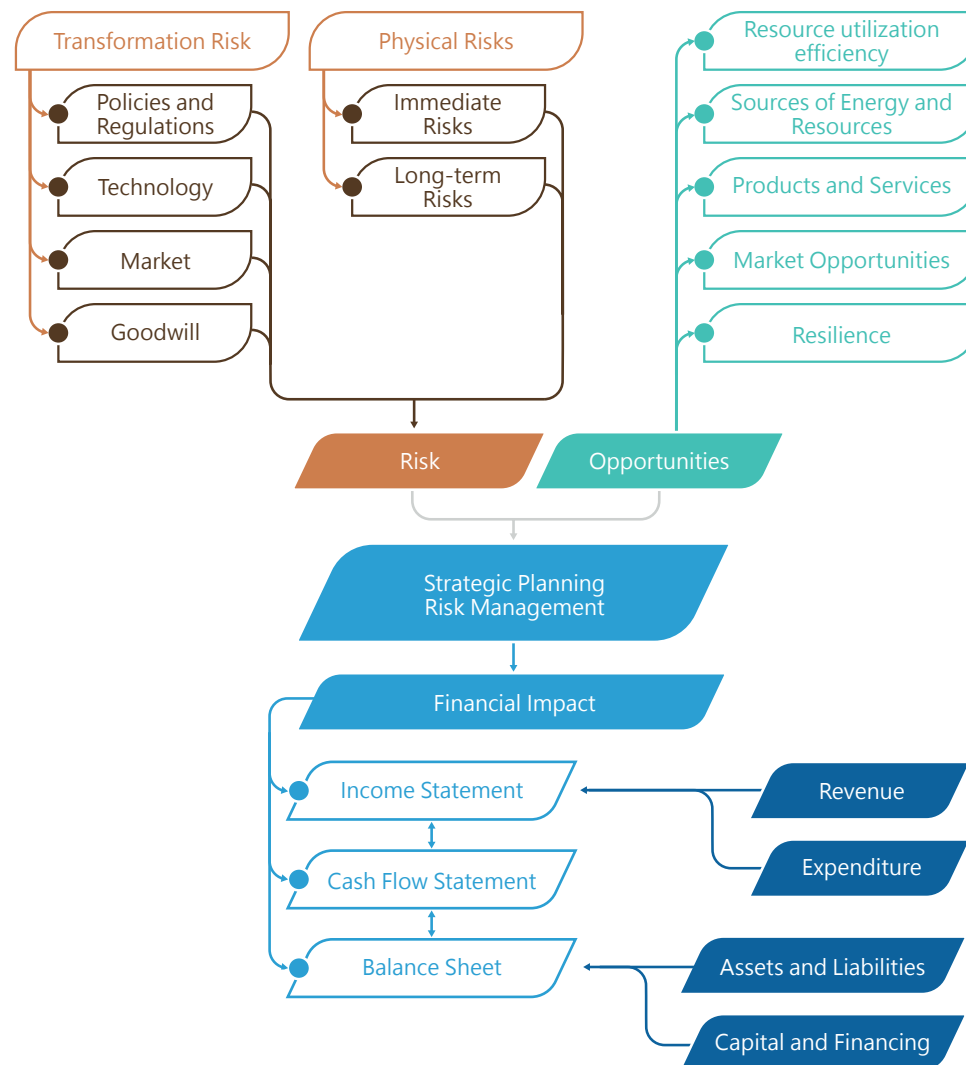 Transformation Risk
Policies and
Regulations
Technology
Market
Goodwill
Physical Risks
Immediate
Risks
Long-term
Risks
Resource utilization
efficiency
Sources of Energy and
Resources
Products and Services
Market Opportunities
Resilience
Risk
Opportunities
Strategic Planning
Risk Management
Financial Impact
Income Statement
Cash Flow Statement
Balance Sheet
Revenue
Expenditure
Assets and Liabilities
Capital and Financing